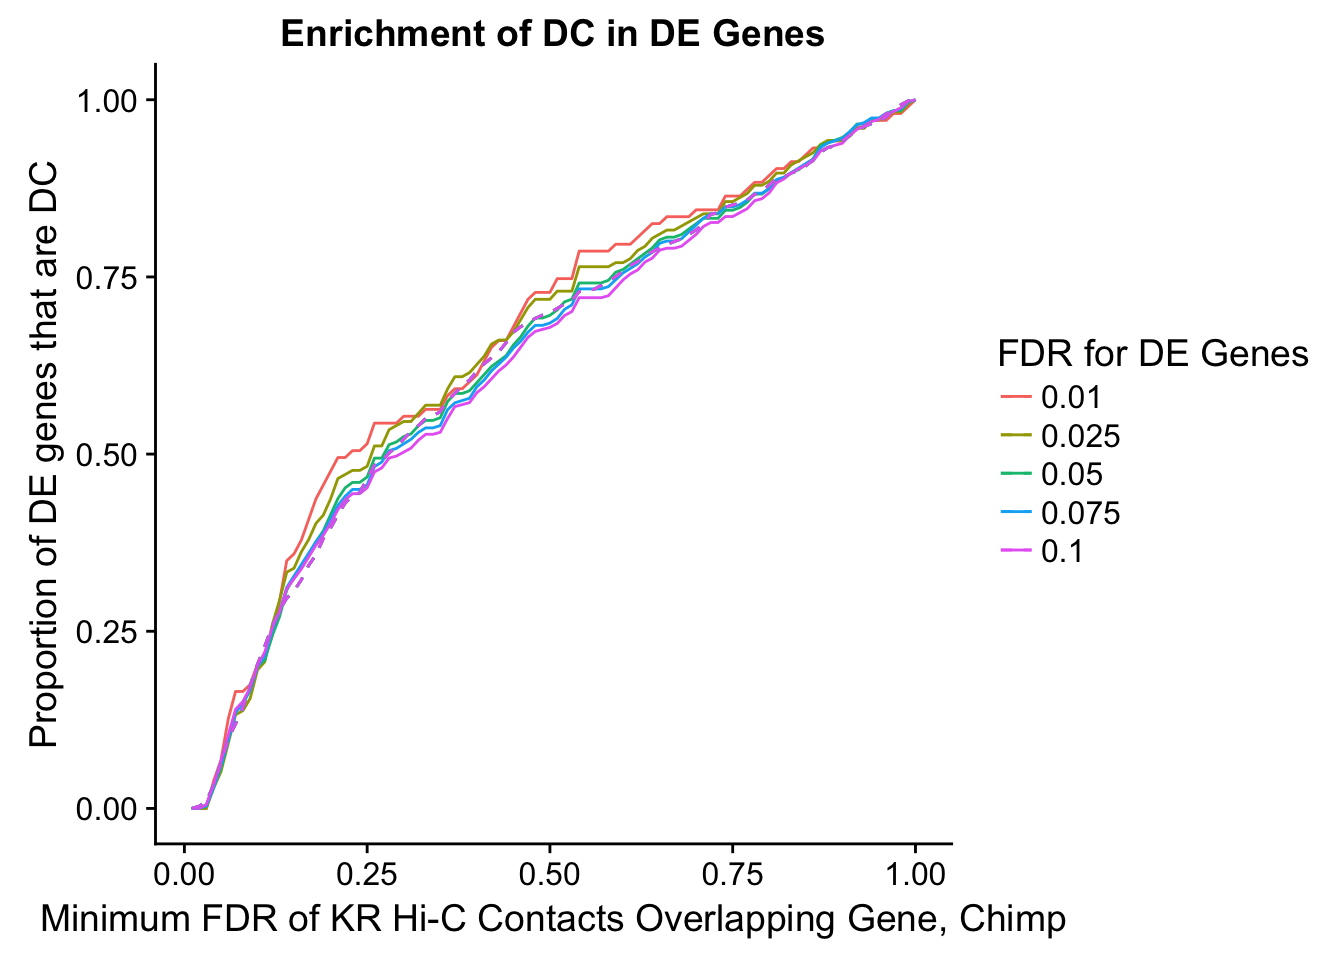 Enrichment of DC in DE Genes
Proportion of DE genes that are DC
1.00
0.75
0.50
0.25
0.00
0.00 0.25 0.50 0.75 1.00
Minimum FDR of KR Hi-C Contacts Overlapping Gene, Chimp
FDR for DE Genes
0.01
0.025
0.05
0.075
0.1